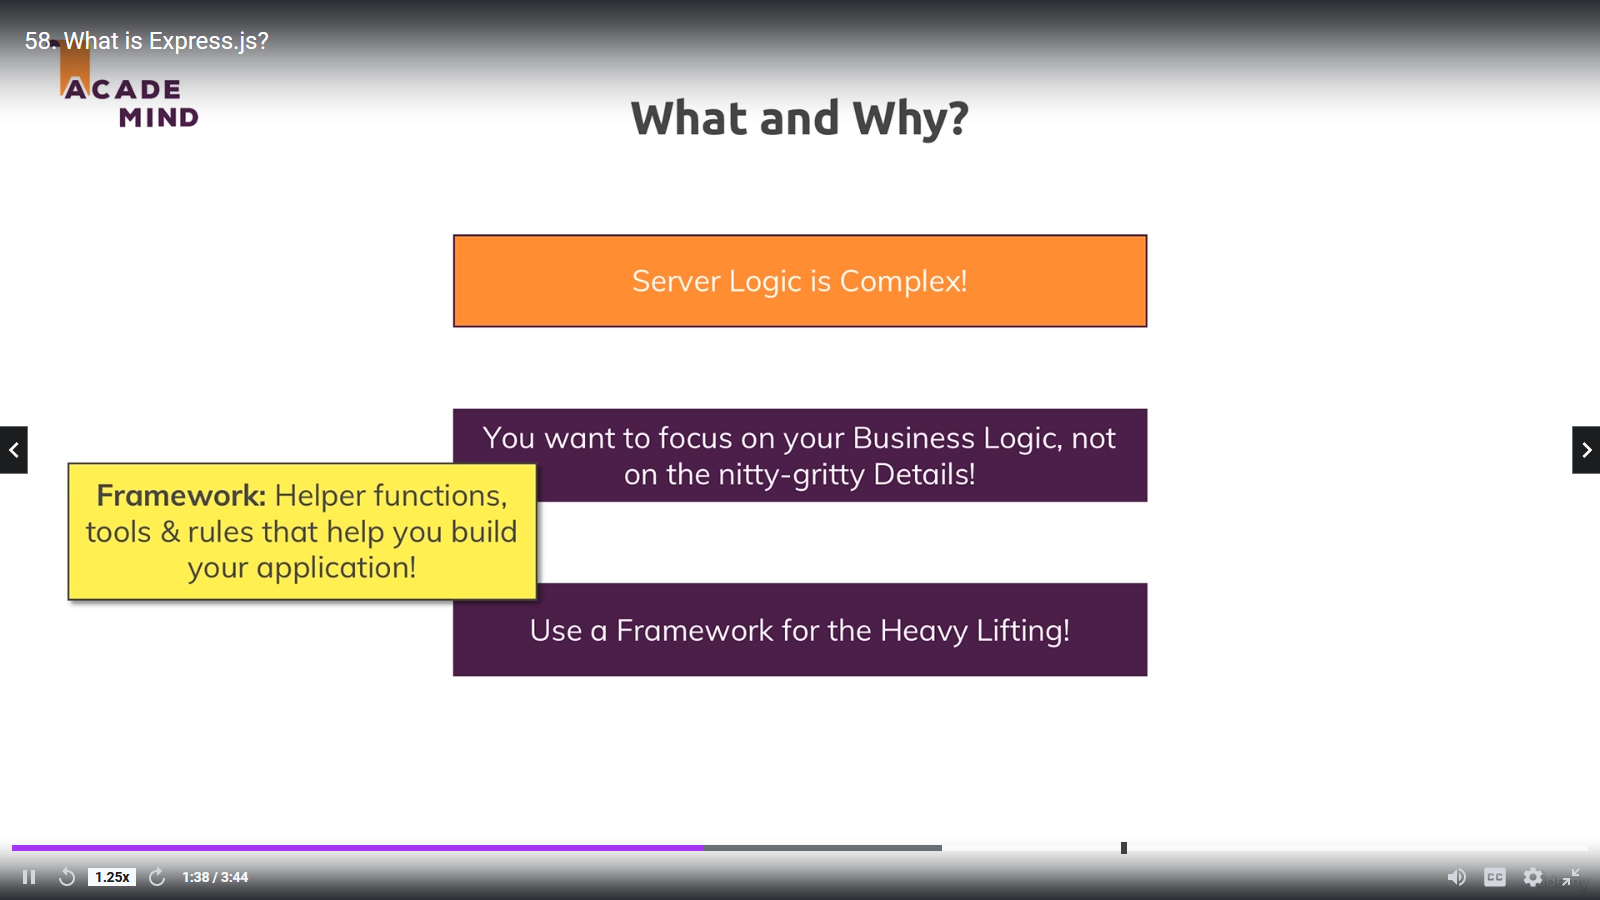 58. What is Express.js?
ACADE
MIND
What and Why?
Server Logic is Complex!
You want to focus on your Business Logic, not
on the nitty-gritty Details!
Framework: Helper functions,
tools & rules that help you build
your application!
Use a Framework for the Heavy Lifting!
1.25x
1:38 / 3:44
CC